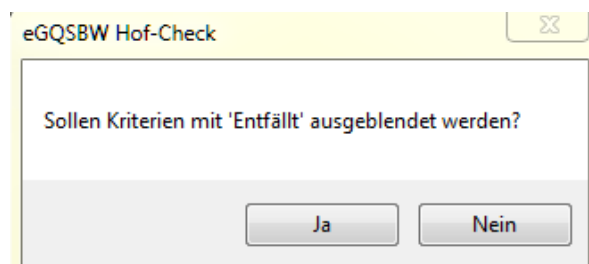 eGQSBW Hof-Check
Sollen Kriterien mit 'Entfällt' ausgeblendet werden?
Ja
Nein